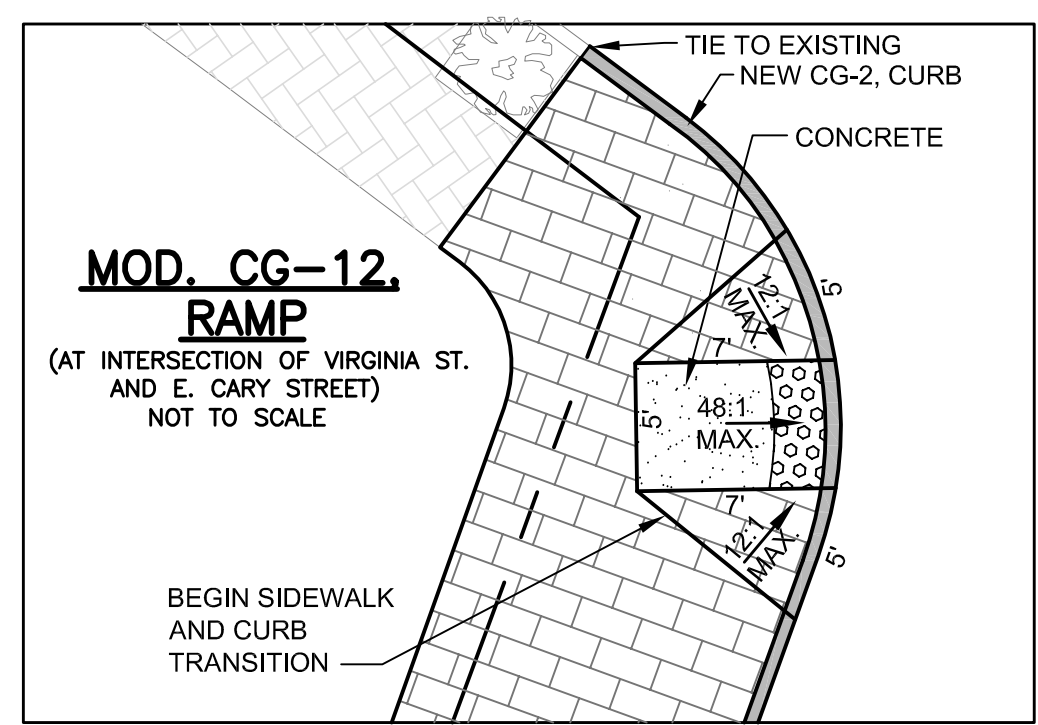 TIE TO EXISTING
NEW CG-2, CURB
CONCRETE
MOD. CG-12,
RAMP
(AT INTERSECTION OF VIRGINIA ST.
AND E. CARY STREET)
NOT TO SCALE
12:1
MAX.
5'
7'
5'
48:1
MAX.
7'
12:1
MAX.
5'
BEGIN SIDEWALK
AND CURB
TRANSITION